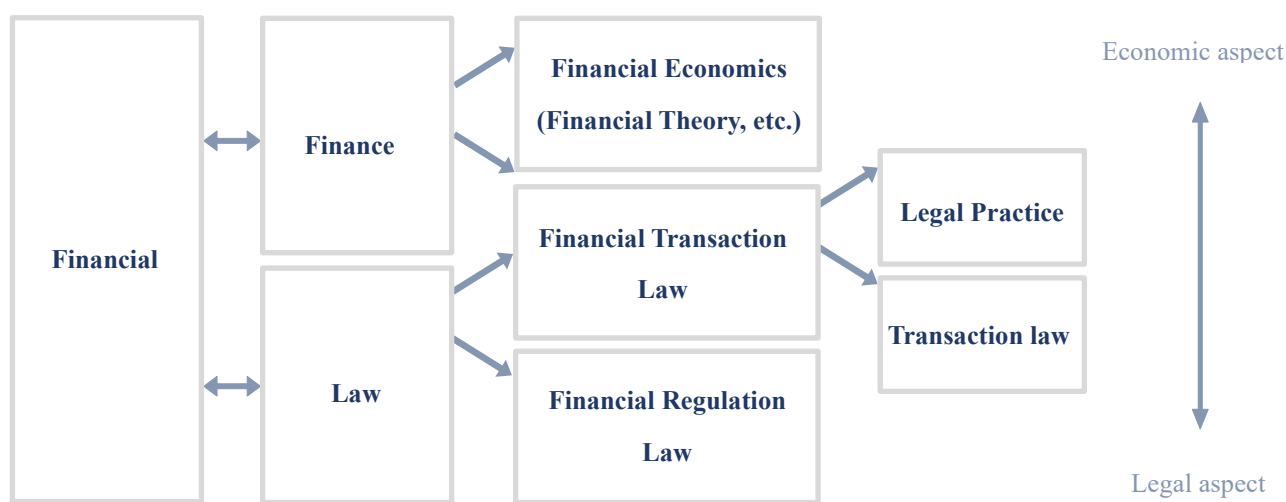 Financial
Finance
Law
Financial Economics
(Financial Theory, etc.)
Financial Transaction
Law
Financial Regulation
Law
Legal Practice
Transaction law
Economic aspect
Legal aspect